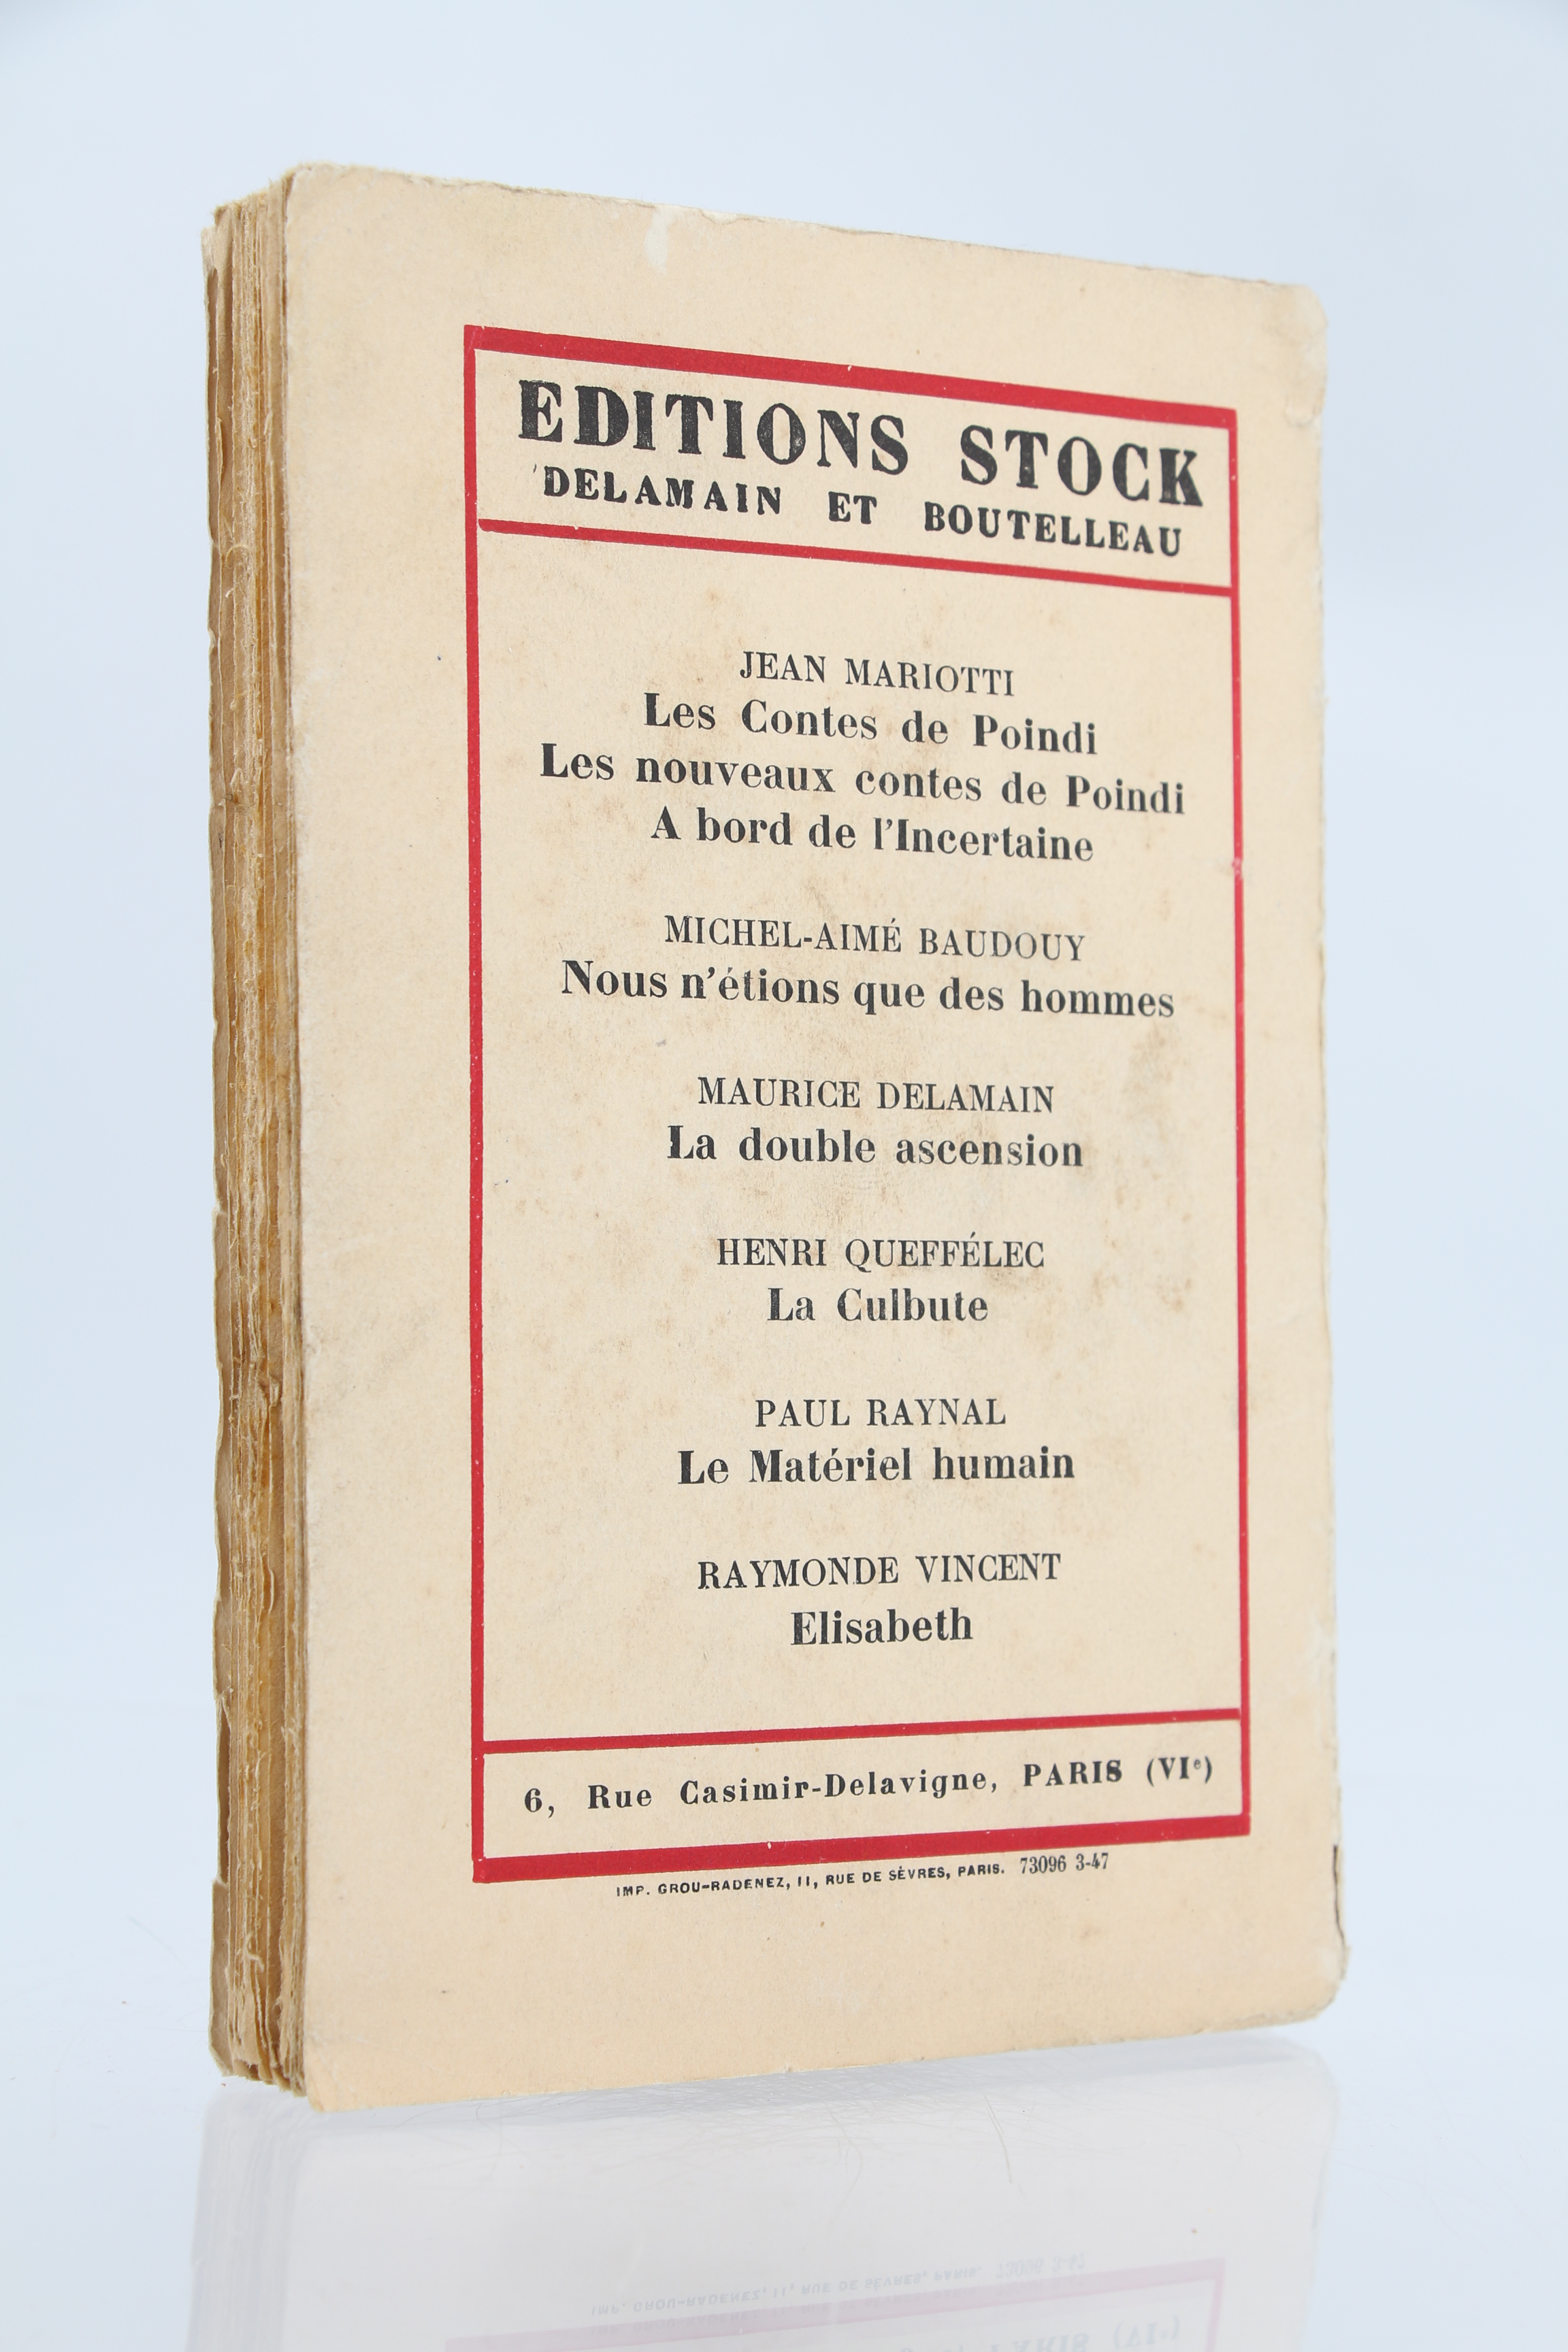 EDITIONS STOCK
DELAMAIN ET BOUTELLEAU
JEAN MARIOTTI
Les Contes de Poindi
Les nouveaux contes de Poindi
A bord de l'Incertaine
MICHEL-AIMÉ BAUDOUY
Nous n'étions que des hommes
MAURICE DELAMAIN
La double ascension
HENRI QUEFFÉLEC
La Culbute
PAUL RAYNAL
Le Matériel humain
RAYMONDE VINCENT
Elisabeth
6, Rue Casimir-Delavigne, PARIS (VIᵉ)
IMP. GROU-RADENEZ, 11, RUE DE SÈVRES, PARIS. 73096 3-47